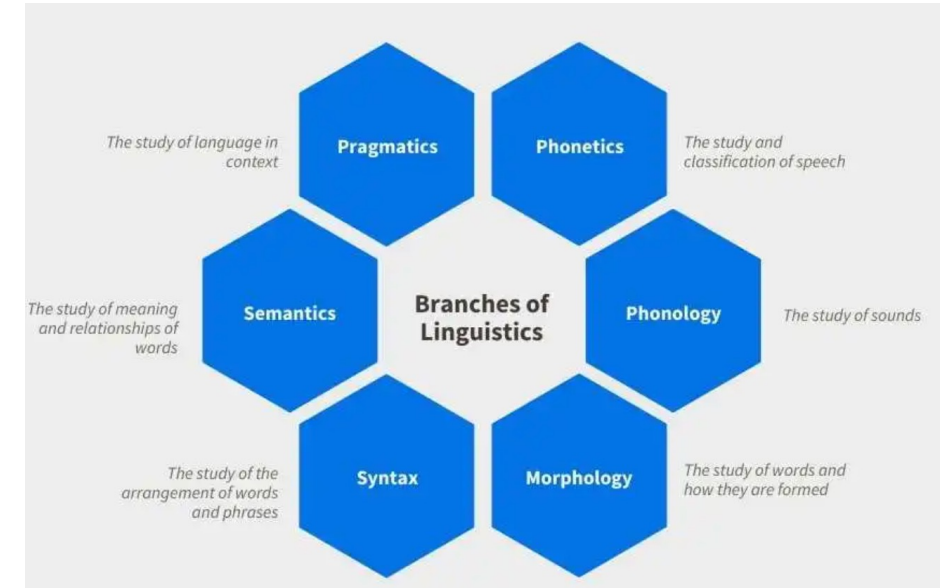 Pragmatics
The study of language in
context
Phonetics
The study and
classification of speech
Semantics
The study of meaning
and relationships of
words
Branches of
Linguistics
Phonology
The study of sounds
Syntax
The study of the
arrangement of words
and phrases
Morphology
The study of words and
how they are formed